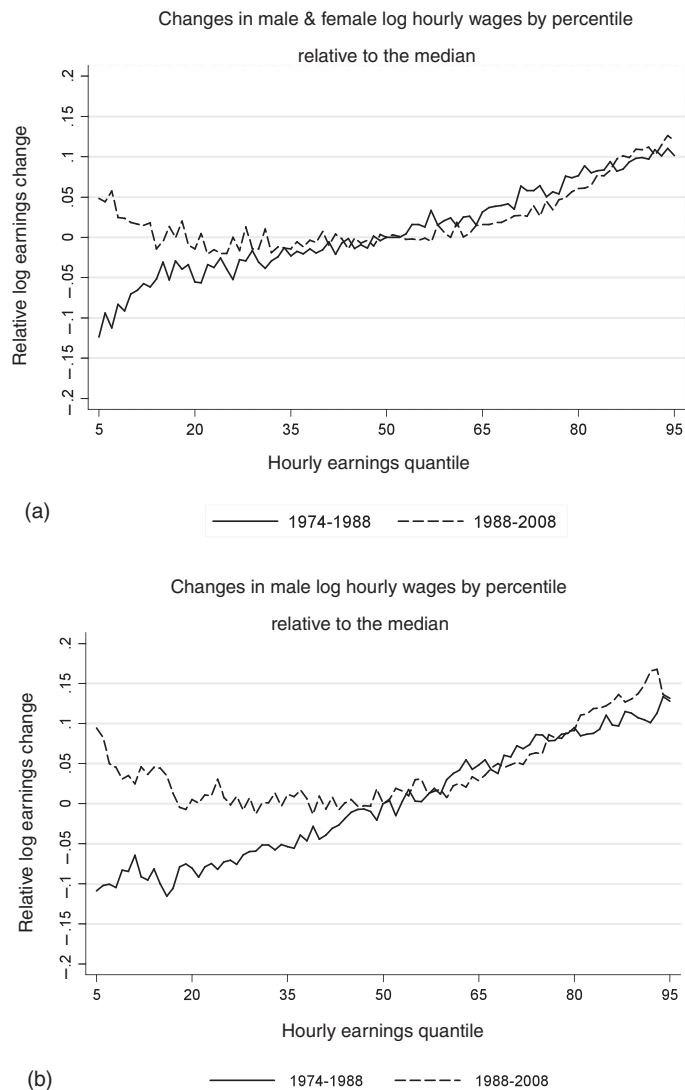 Changes in male & female log hourly wages by percentile
relative to the median
Relative log earnings change
.2
.15
.1
.05
0
−.05
−.1
−.15
−.2
5 20 35 50 65 80 95
Hourly earnings quantile
(a)
1974-1988 1988-2008
Changes in male log hourly wages by percentile
relative to the median
Relative log earnings change
.2
.15
.1
.05
0
−.05
−.1
−.15
−.2
5 20 35 50 65 80 95
Hourly earnings quantile
(b)
1974-1988 1988-2008